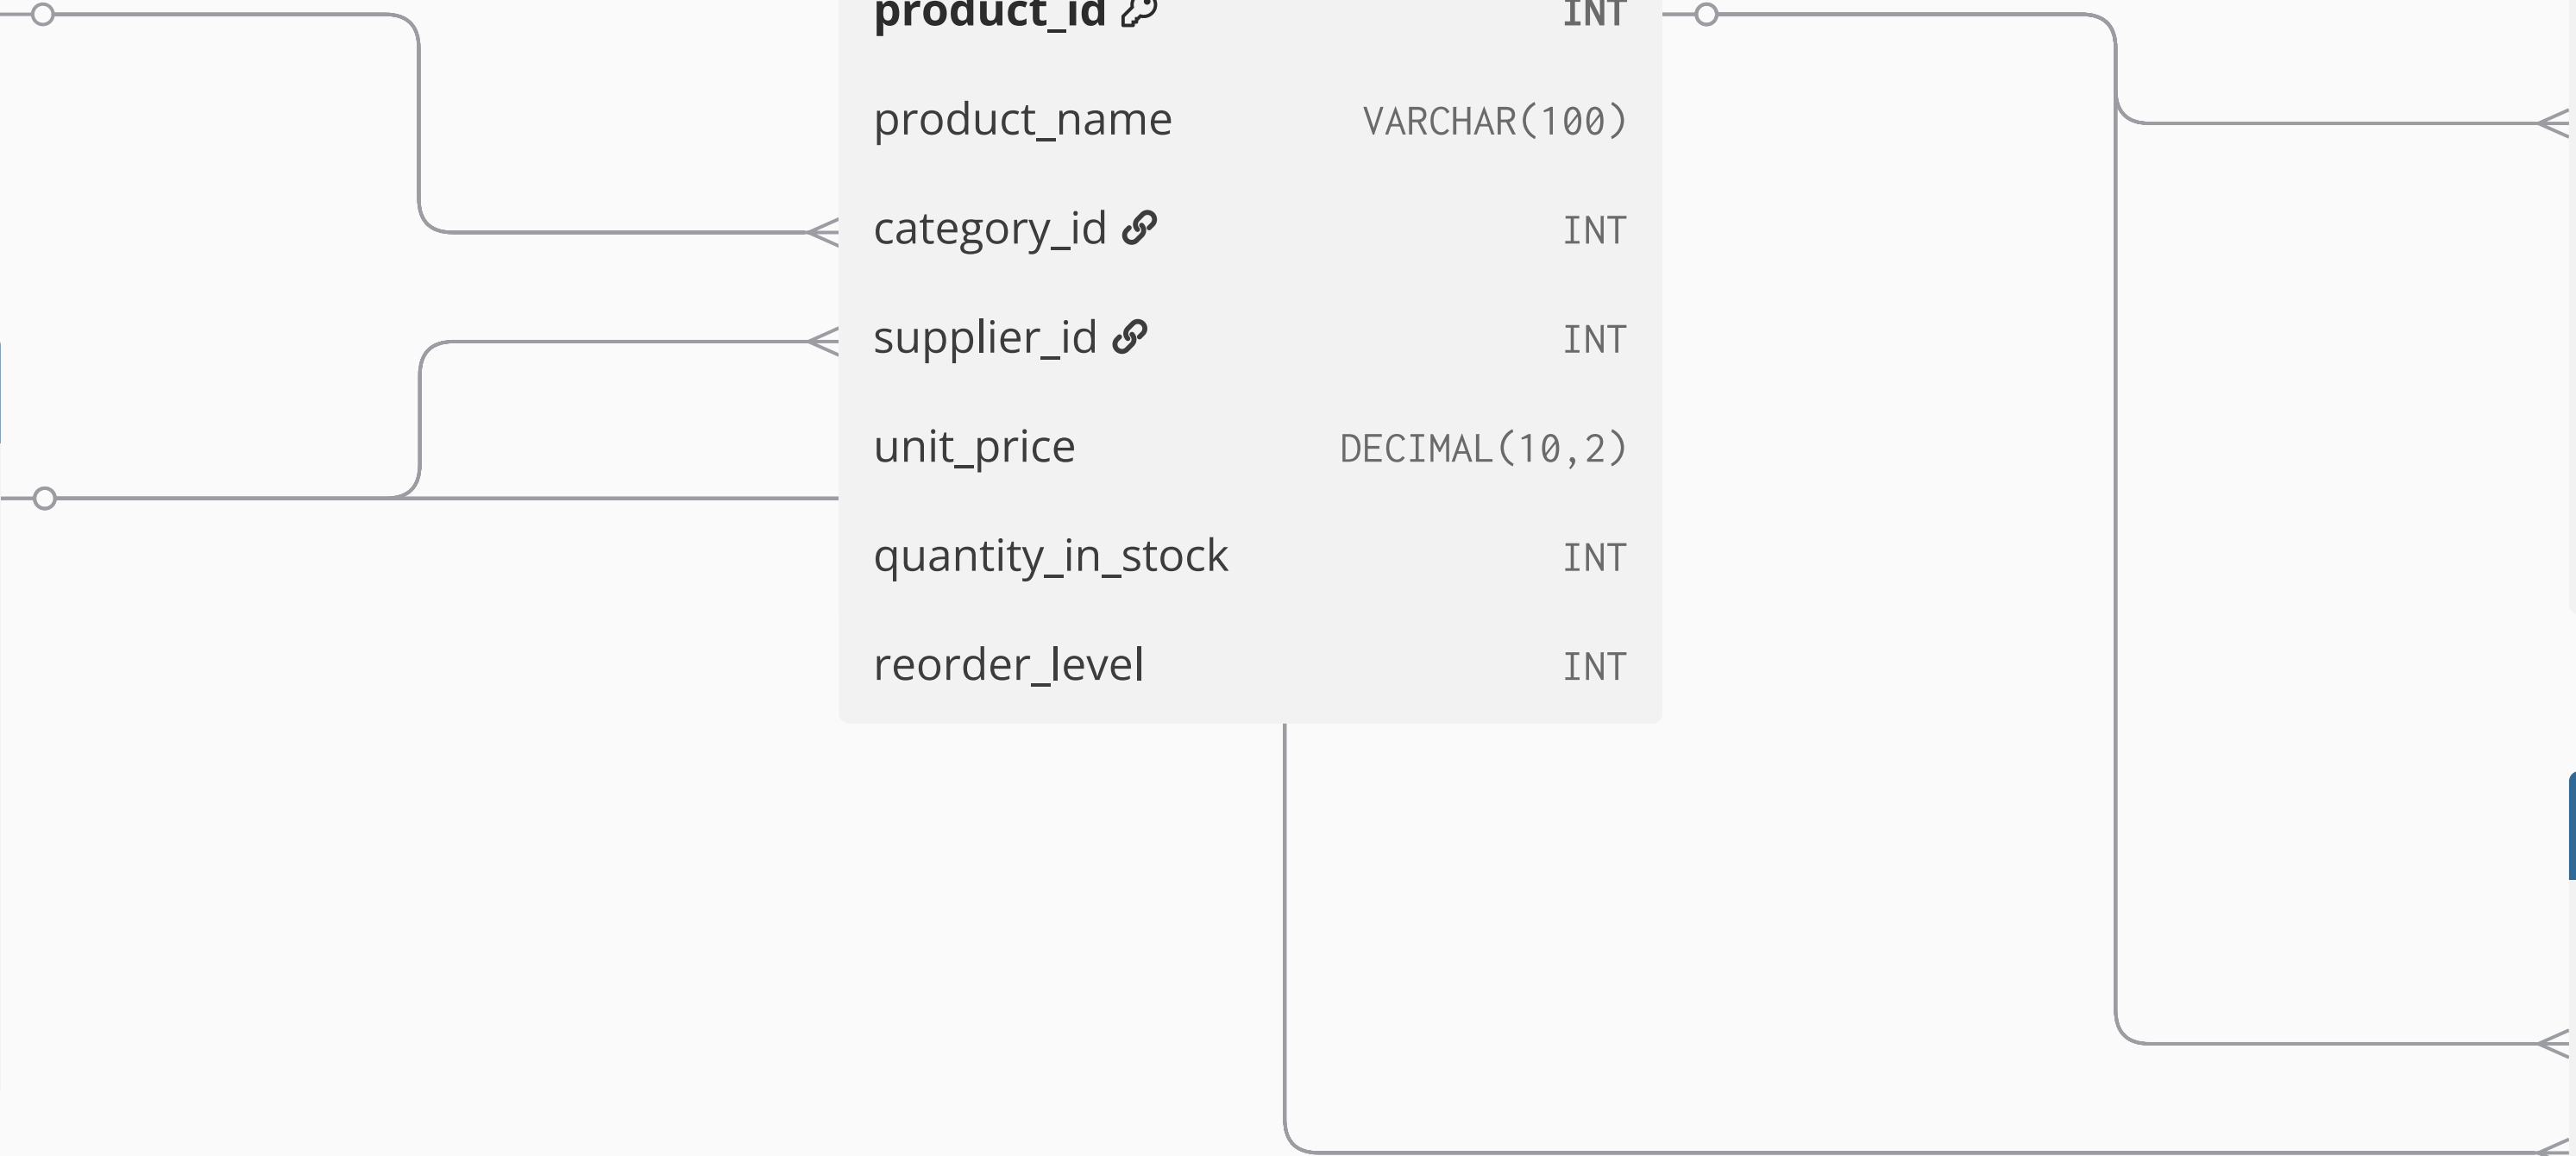 product_id INT
product_name VARCHAR(100)
category_id INT
supplier_id INT
unit_price DECIMAL(10,2)
quantity_in_stock INT
reorder_level INT